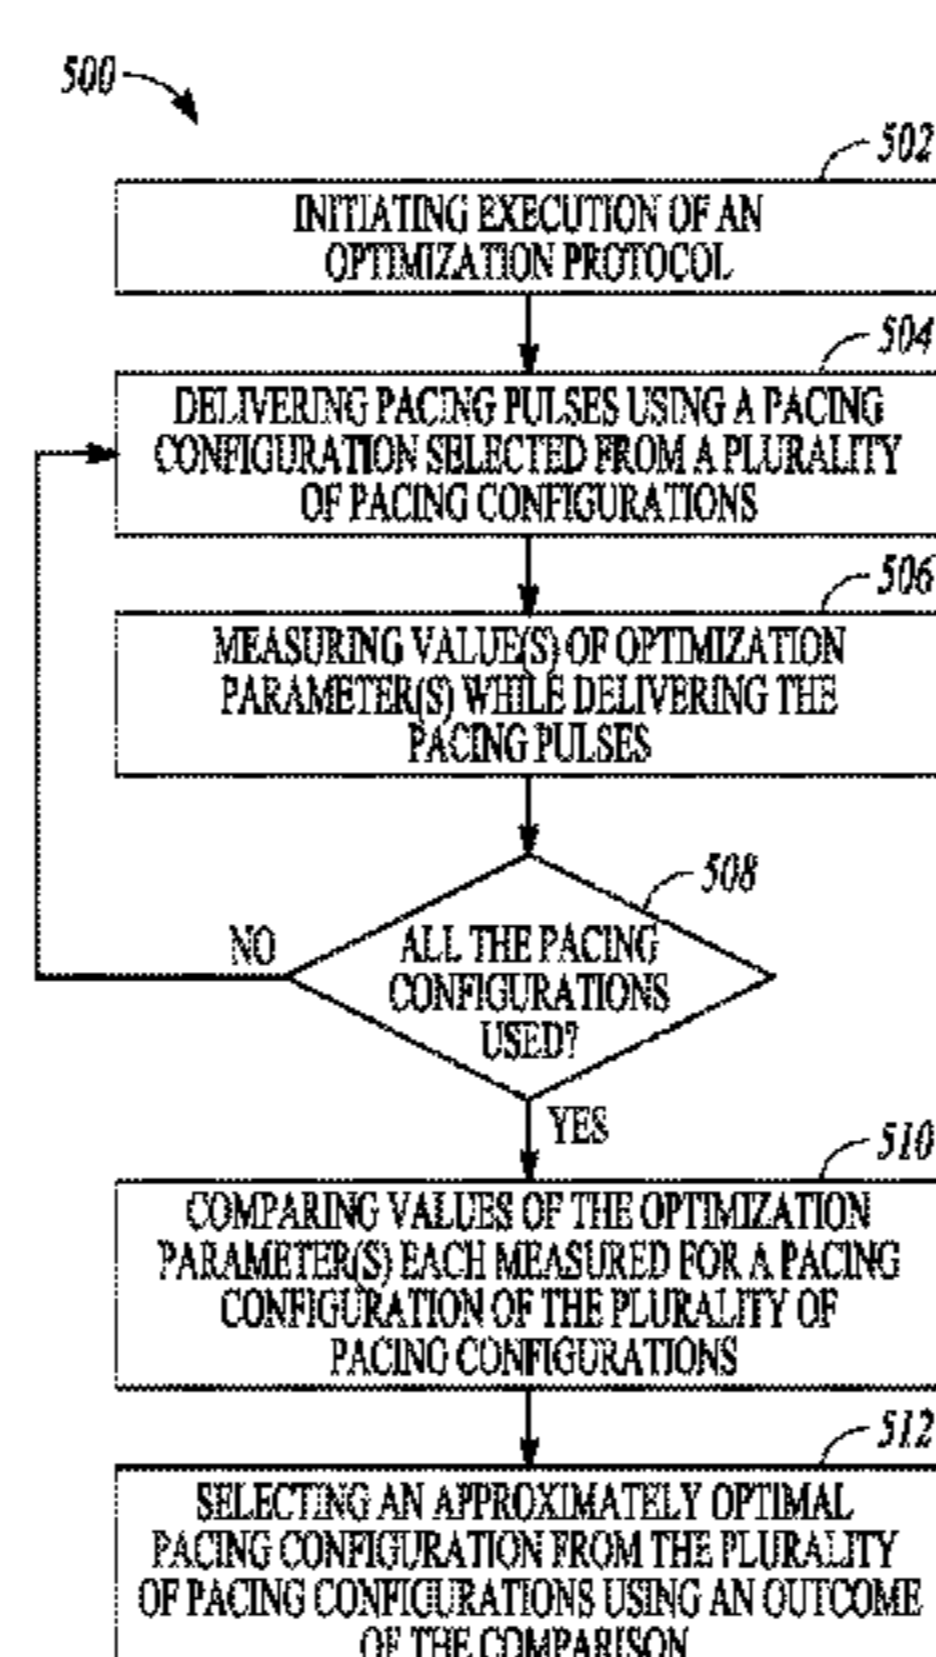 500
502
INITIATING EXECUTION OF AN
OPTIMIZATION PROTOCOL
504
DELIVERING PACING PULSES USING A PACING
CONFIGURATION SELECTED FROM A PLURALITY
OF PACING CONFIGURATIONS
506
MEASURING VALUE(S) OF OPTIMIZATION
PARAMETER(S) WHILE DELIVERING THE
PACING PULSES
508
NO
ALL THE PACING
CONFIGURATIONS
USED?
YES
510
COMPARING VALUES OF THE OPTIMIZATION
PARAMETER(S) EACH MEASURED FOR A PACING
CONFIGURATION OF THE PLURALITY OF
PACING CONFIGURATIONS
512
SELECTING AN APPROXIMATELY OPTIMAL
PACING CONFIGURATION FROM THE PLURALITY
OF PACING CONFIGURATIONS USING AN OUTCOME
OF THE COMPARISON